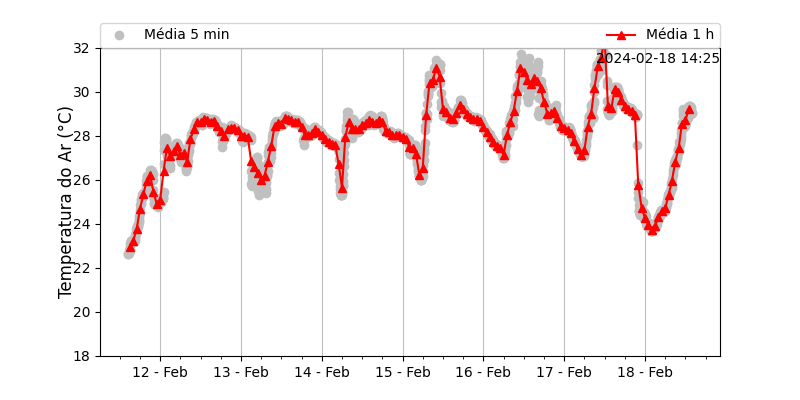 Média 5 min
Média 1 h
2024-02-18 14:25
Temperatura do Ar (°C)
32
30
28
26
24
22
20
18
12 - Feb
13 - Feb
14 - Feb
15 - Feb
16 - Feb
17 - Feb
18 - Feb